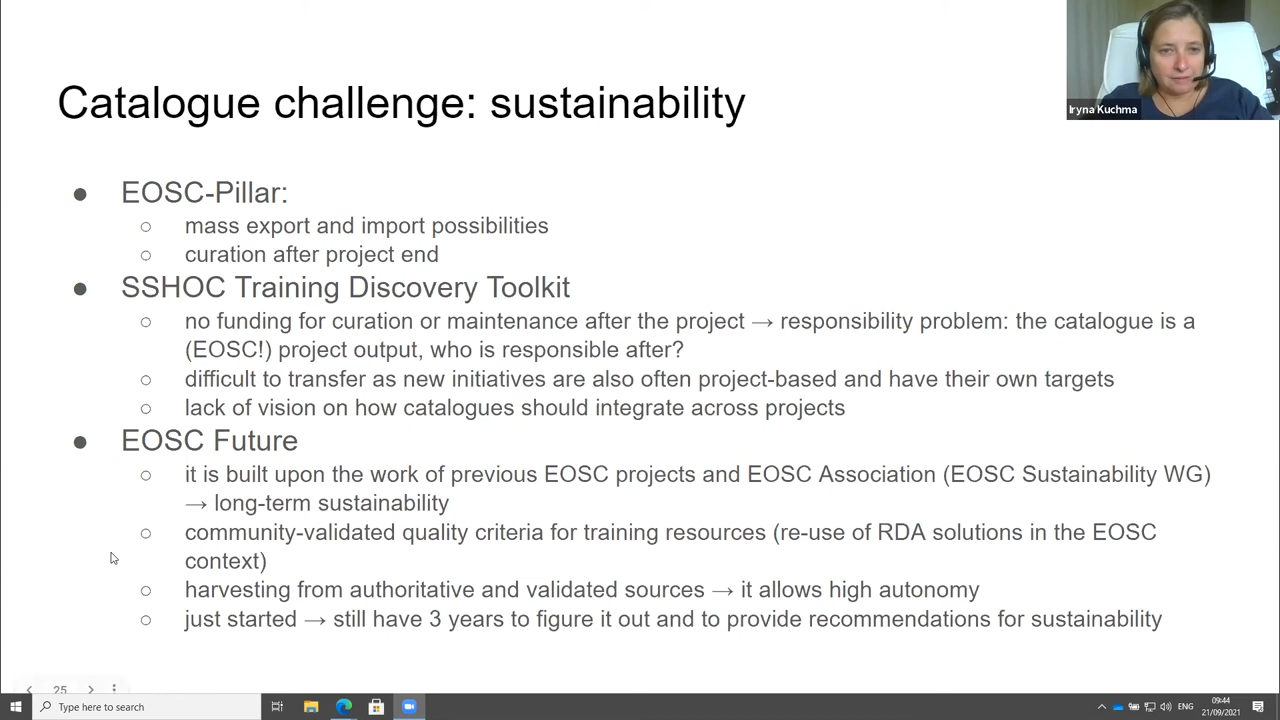 Catalogue challenge: sustainability
Iryna Kuchma
● EOSC-Pillar:
○ mass export and import possibilities
○ curation after project end
● SSHOC Training Discovery Toolkit
○ no funding for curation or maintenance after the project → responsibility problem: the catalogue is a
(EOSC!) project output, who is responsible after?
○ difficult to transfer as new initiatives are also often project-based and have their own targets
○ lack of vision on how catalogues should integrate across projects
● EOSC Future
○ it is built upon the work of previous EOSC projects and EOSC Association (EOSC Sustainability WG)
→ long-term sustainability
○ community-validated quality criteria for training resources (re-use of RDA solutions in the EOSC
context)
○ harvesting from authoritative and validated sources → it allows high autonomy
○ just started → still have 3 years to figure it out and to provide recommendations for sustainability
25
Type here to search
ENG
09:44
21/09/2021